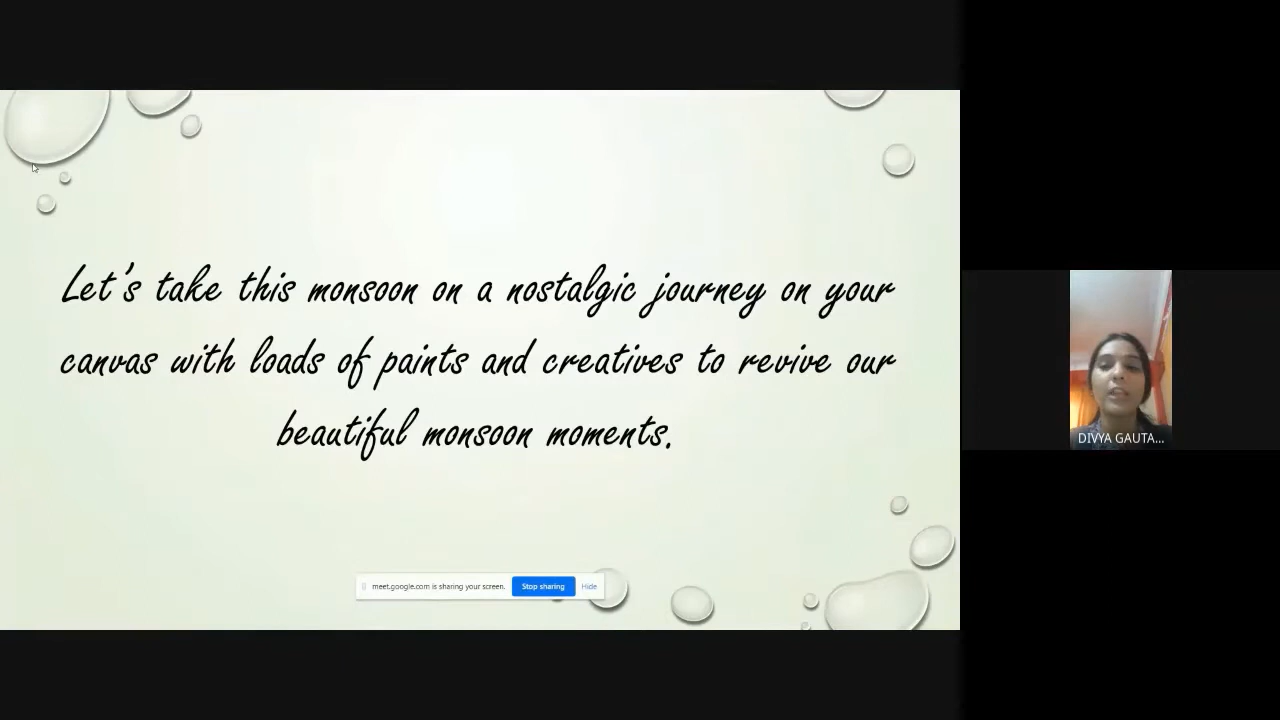 Let's take this monsoon on a nostalgic journey on your
canvas with loads of paints and creatives to revive our
beautiful monsoon moments.
meet.google.com is sharing your screen. Stop sharing Hide
DIVYA GAUTA...